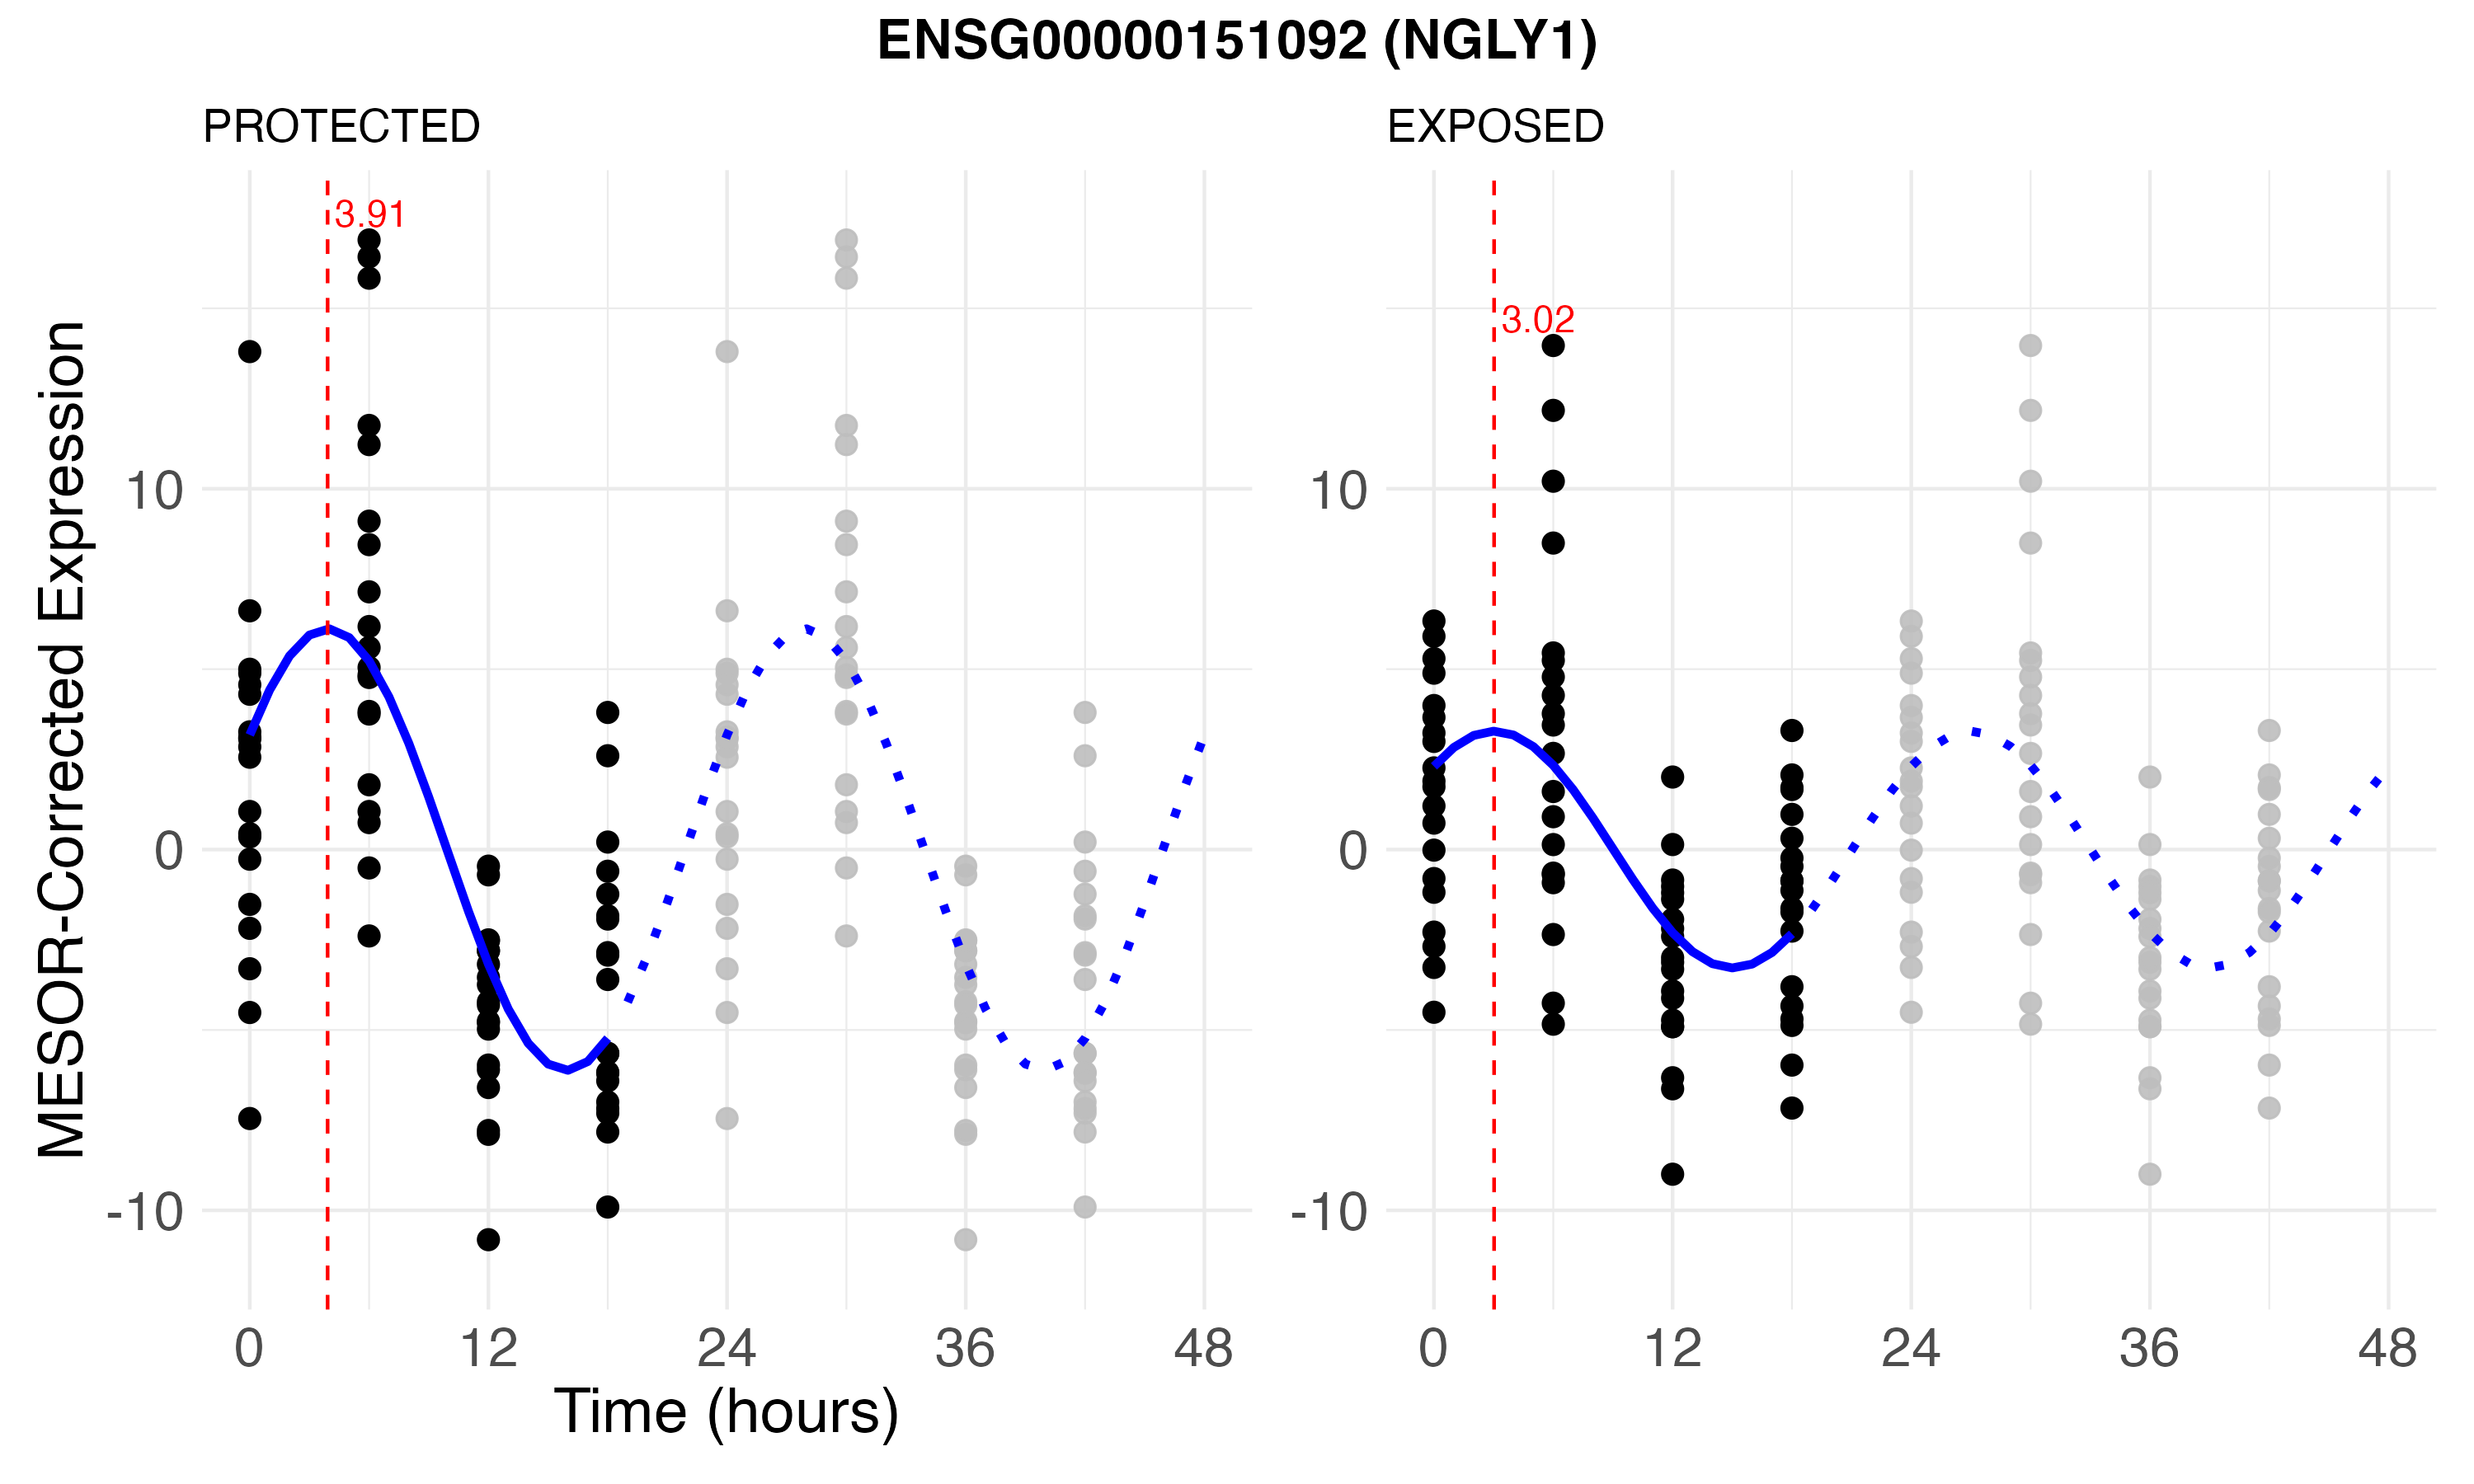 ENSG00000151092 (NGLY1)
PROTECTED
EXPOSED
MESOR-Corrected Expression
3.91
3.02
10
0
-10
10
0
-10
0 12 24 36 48
0 12 24 36 48
Time (hours)